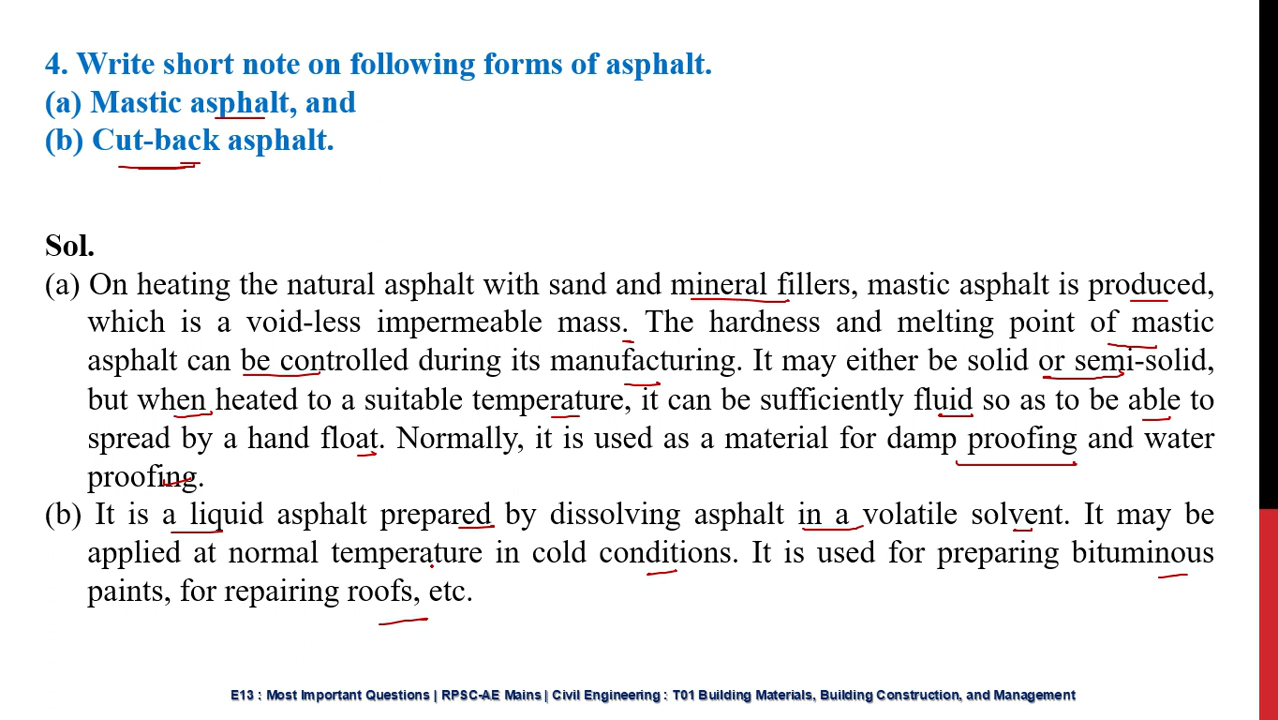 4. Write short note on following forms of asphalt.
(a) Mastic asphalt, and
(b) Cut-back asphalt.
Sol.
(a) On heating the natural asphalt with sand and mineral fillers, mastic asphalt is produced,
which is a void-less impermeable mass. The hardness and melting point of mastic
asphalt can be controlled during its manufacturing. It may either be solid or semi-solid,
but when heated to a suitable temperature, it can be sufficiently fluid so as to be able to
spread by a hand float. Normally, it is used as a material for damp proofing and water
proofing.
(b) It is a liquid asphalt prepared by dissolving asphalt in a volatile solvent. It may be
applied at normal temperature in cold conditions. It is used for preparing bituminous
paints, for repairing roofs, etc.
E13 : Most Important Questions | RPSC-AE Mains | Civil Engineering : T01 Building Materials, Building Construction, and Management